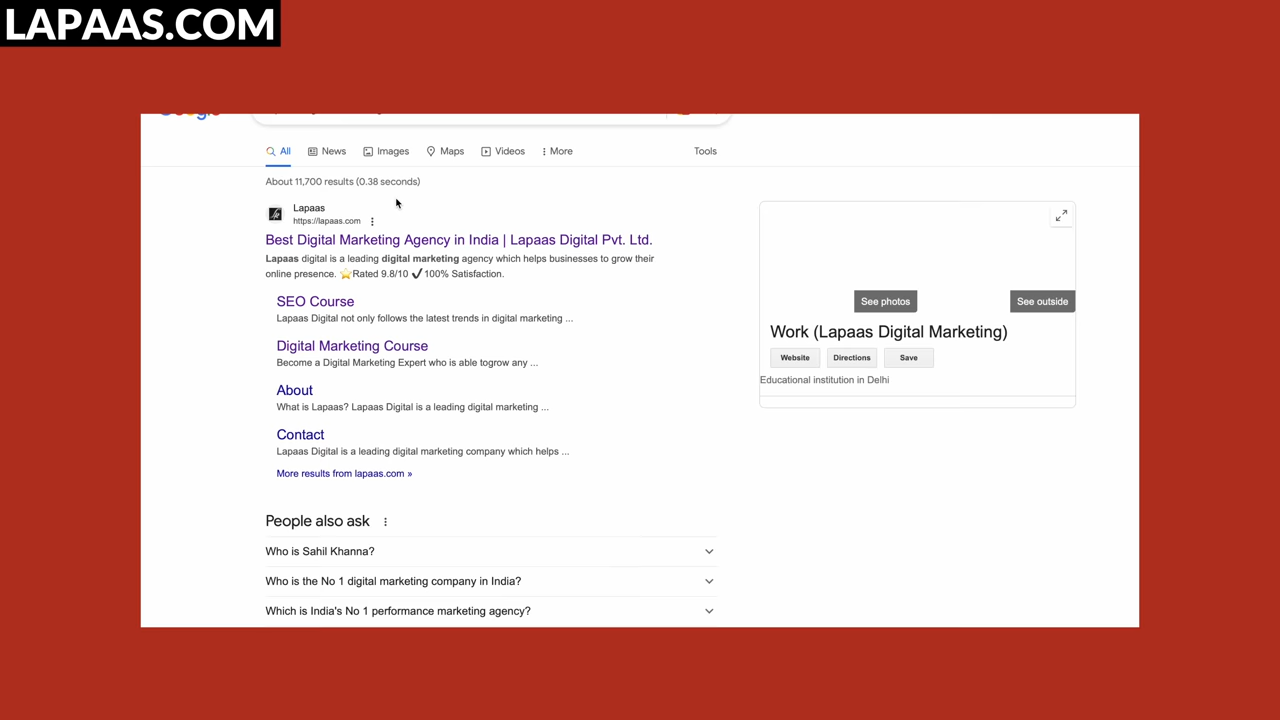 LAPAAS.COM
All News Images Maps Videos More Tools
About 11,700 results (0.38 seconds)
Lapaas
https://lapaas.com
Best Digital Marketing Agency in India | Lapaas Digital Pvt. Ltd.
Lapaas digital is a leading digital marketing agency which helps businesses to grow their
online presence. ⭐Rated 9.8/10 ✔100% Satisfaction.
SEO Course
Lapaas Digital not only follows the latest trends in digital marketing ...
Digital Marketing Course
Become a Digital Marketing Expert who is able togrow any ...
About
What is Lapaas? Lapaas Digital is a leading digital marketing ...
Contact
Lapaas Digital is a leading digital marketing company which helps ...
More results from lapaas.com »
People also ask
Who is Sahil Khanna?
Who is the No 1 digital marketing company in India?
Which is India's No 1 performance marketing agency?
See photos See outside
Work (Lapaas Digital Marketing)
Website Directions Save
Educational institution in Delhi